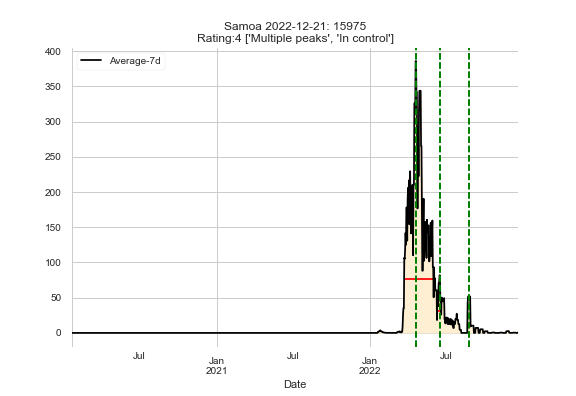 Samoa 2022-12-21: 15975
Rating:4 ['Multiple peaks', 'In control']
400
Average-7d
350
300
250
200
150
100
50
0
Jul Jan Jul Jan Jul
2021 2022
Date